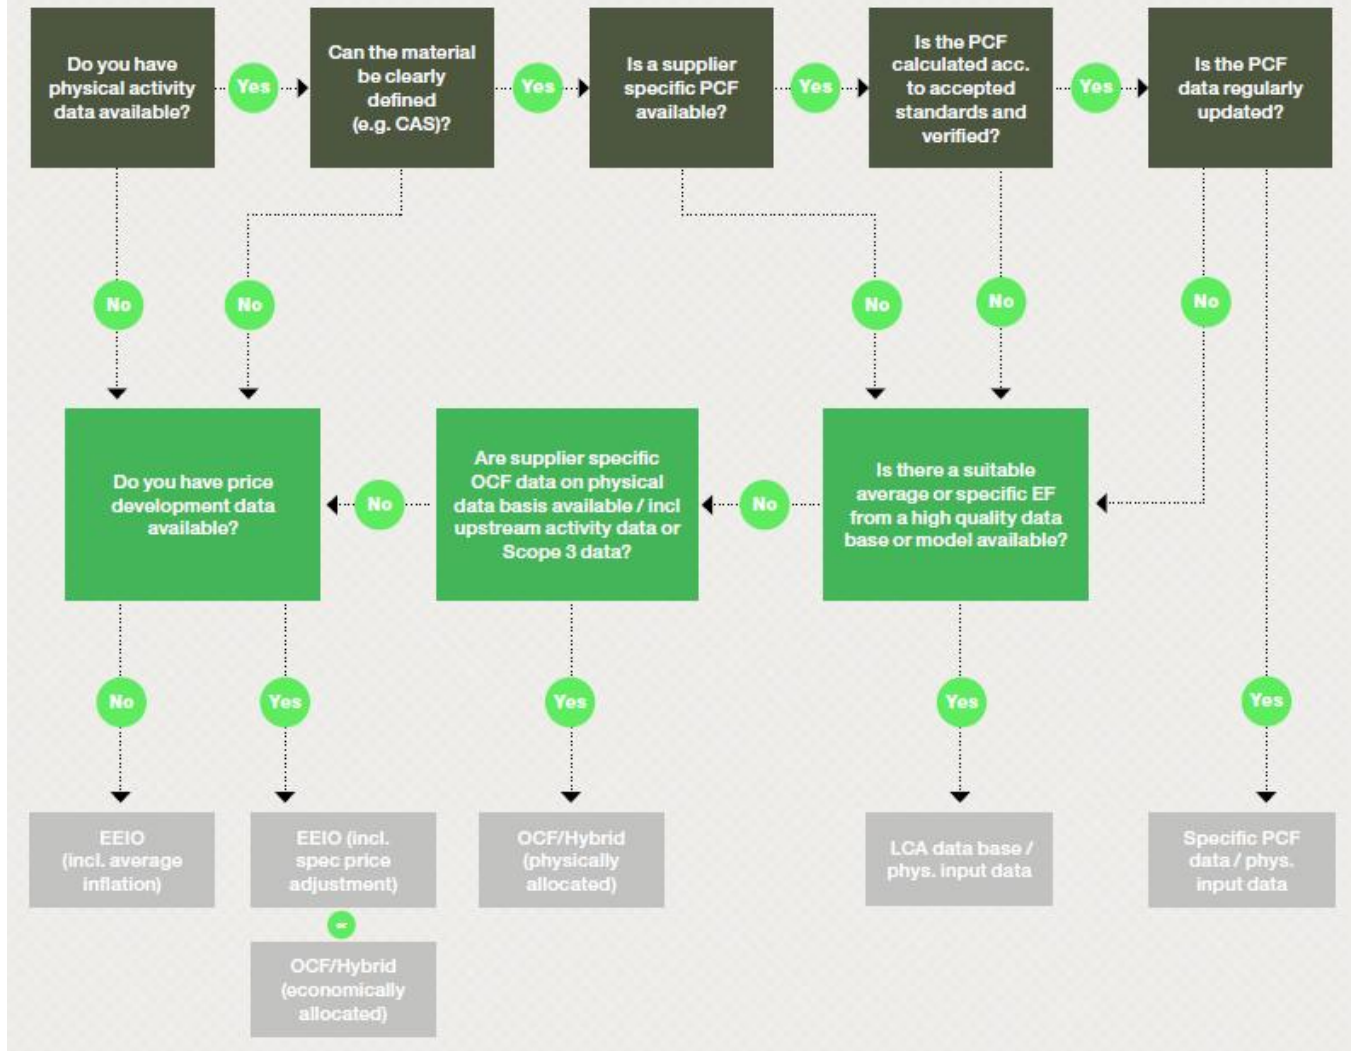 Do you have
physical activity
data available?
Yes
Can the material
be clearly
defined
(e.g. CAS)?
Yes
Is a supplier
specific PCF
available?
Yes
Is the PCF
calculated acc.
to accepted
standards and
verified?
Yes
Is the PCF
data regularly
updated?
No
No
No
No
No
Do you have price
development data
available?
No
Are supplier specific
OCF data on physical
data basis available / incl
upstream activity data or
Scope 3 data?
No
Is there a suitable
average or specific EF
from a high quality data
base or model available?
No
Yes
Yes
Yes
Yes
EEIO
(incl. average
inflation)
EEIO (incl.
spec price
adjustment)
or
OCF/Hybrid
(economically
allocated)
OCF/Hybrid
(physically
allocated)
LCA data base /
phys. input data
Specific PCF
data / phys.
input data